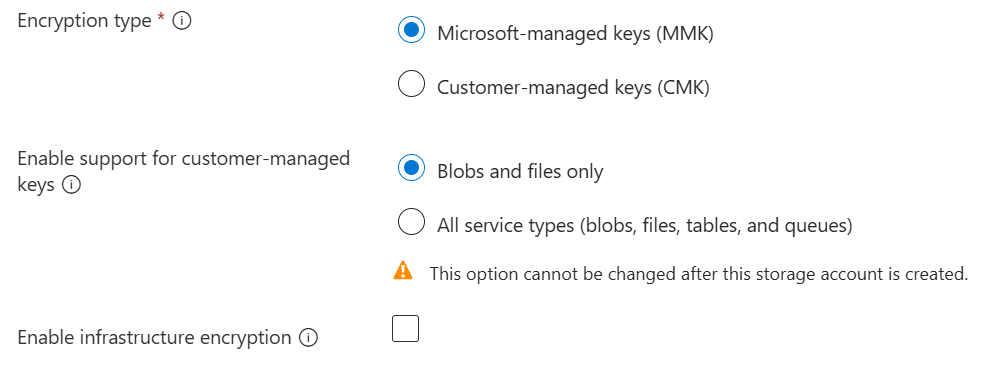 Encryption type *
Microsoft-managed keys (MMK)
Customer-managed keys (CMK)
Enable support for customer-managed
keys
Blobs and files only
All service types (blobs, files, tables, and queues)
This option cannot be changed after this storage account is created.
Enable infrastructure encryption